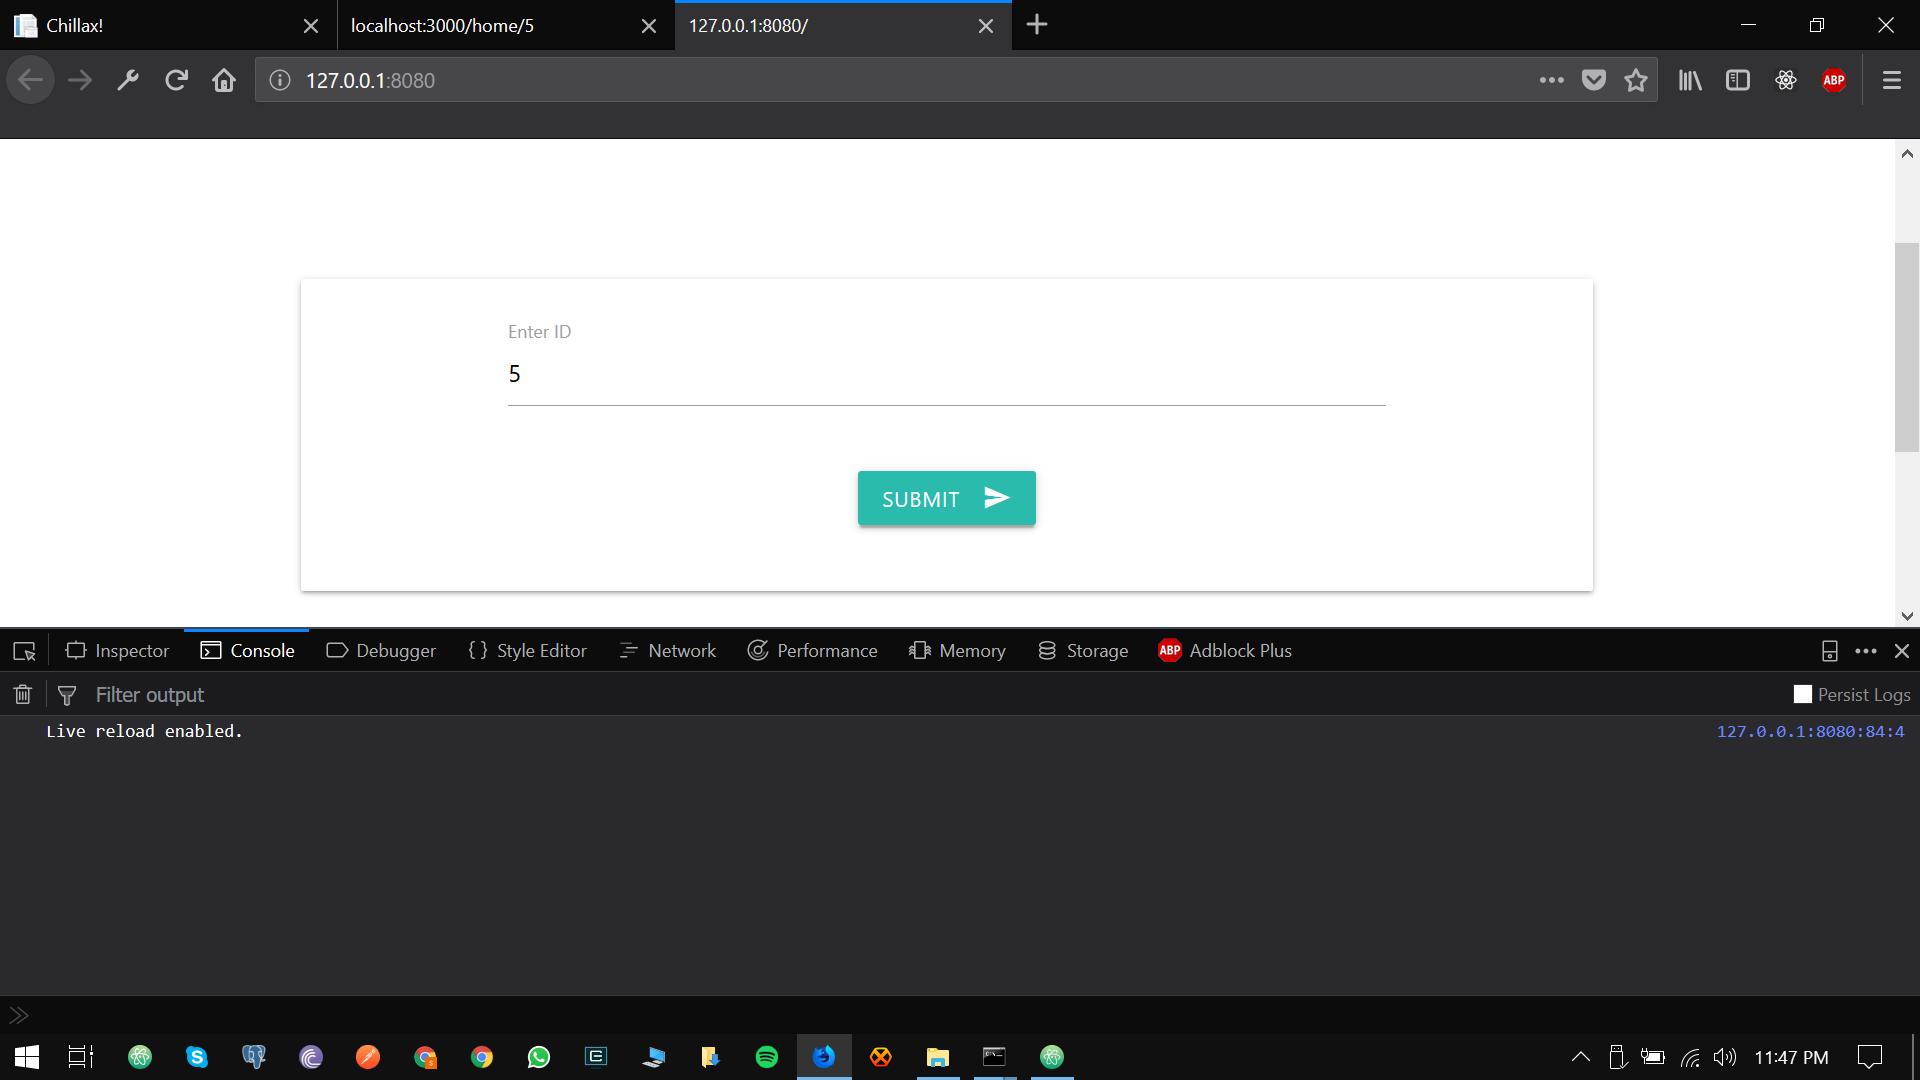 Chillax!
localhost:3000/home/5
127.0.0.1:8080/
127.0.0.1:8080
ABP
Enter ID
5
SUBMIT
Inspector
Console
Debugger
{ } Style Editor
Network
Performance
Memory
Storage
ABP Adblock Plus
Filter output
Persist Logs
Live reload enabled.
127.0.0.1:8080:84:4
11:47 PM